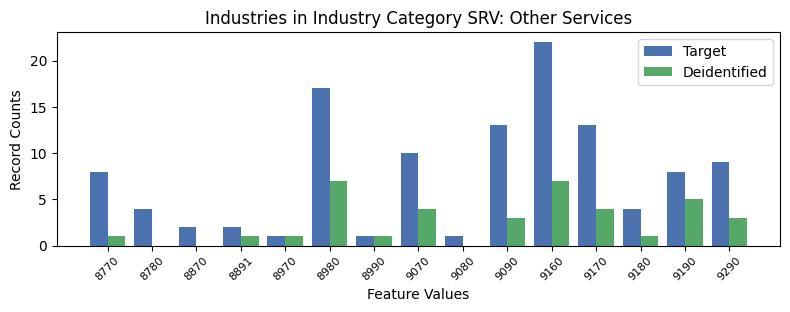 Industries in Industry Category SRV: Other Services
Target
Deidentified
Record Counts
20
15
10
5
0
8770 8780 8870 8891 8970 8980 8990 9070 9080 9090 9160 9170 9180 9190 9290
Feature Values